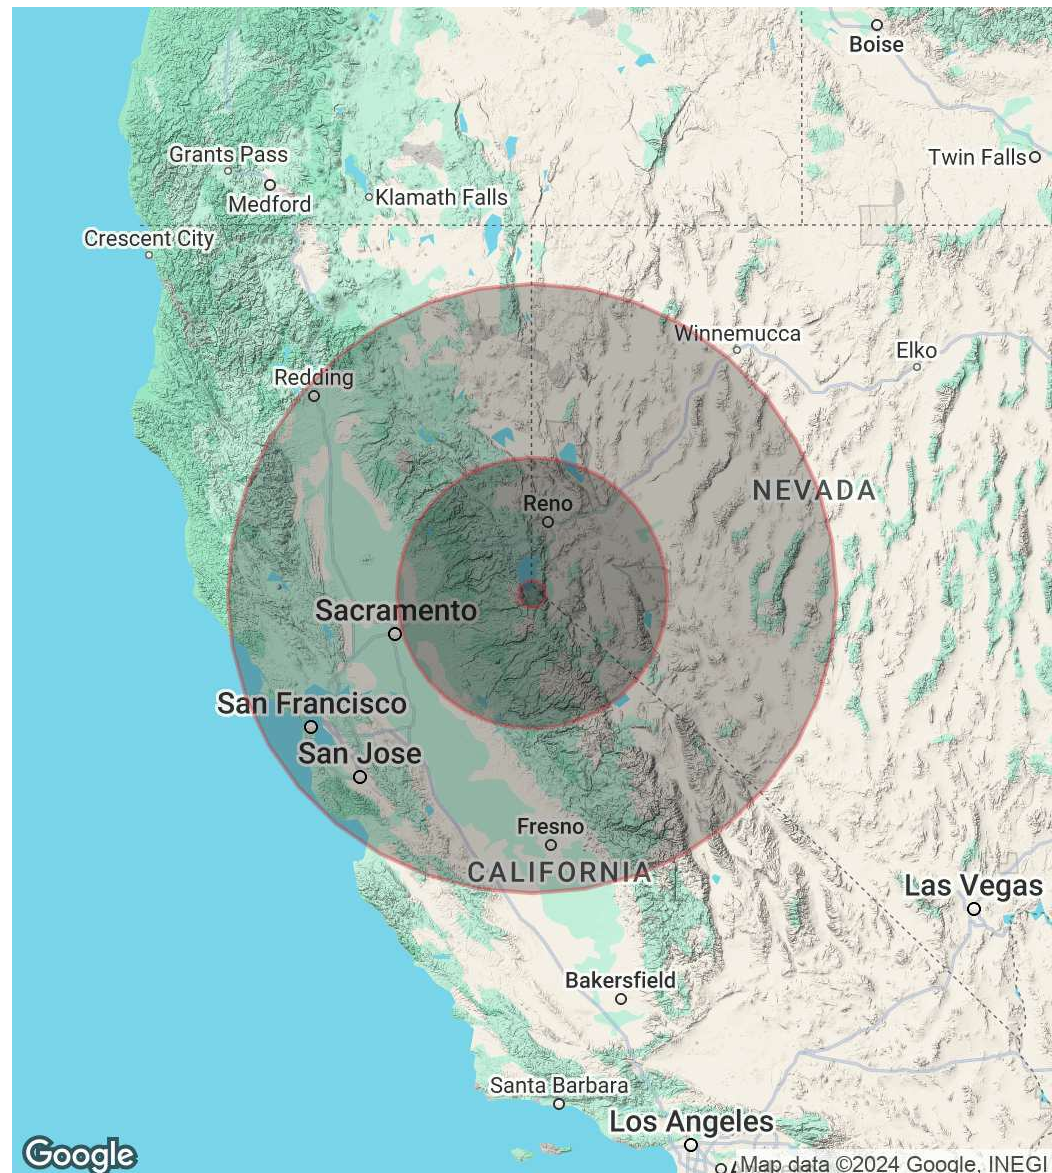 Boise
Grants Pass
Twin Falls
Medford
Klamath Falls
Crescent City
Winnemucca
Elko
Redding
NEVADA
Reno
Sacramento
San Francisco
San Jose
Fresno
CALIFORNIA
Las Vegas
Bakersfield
Santa Barbara
Los Angeles
Google
Map data ©2024 Google, INEGI